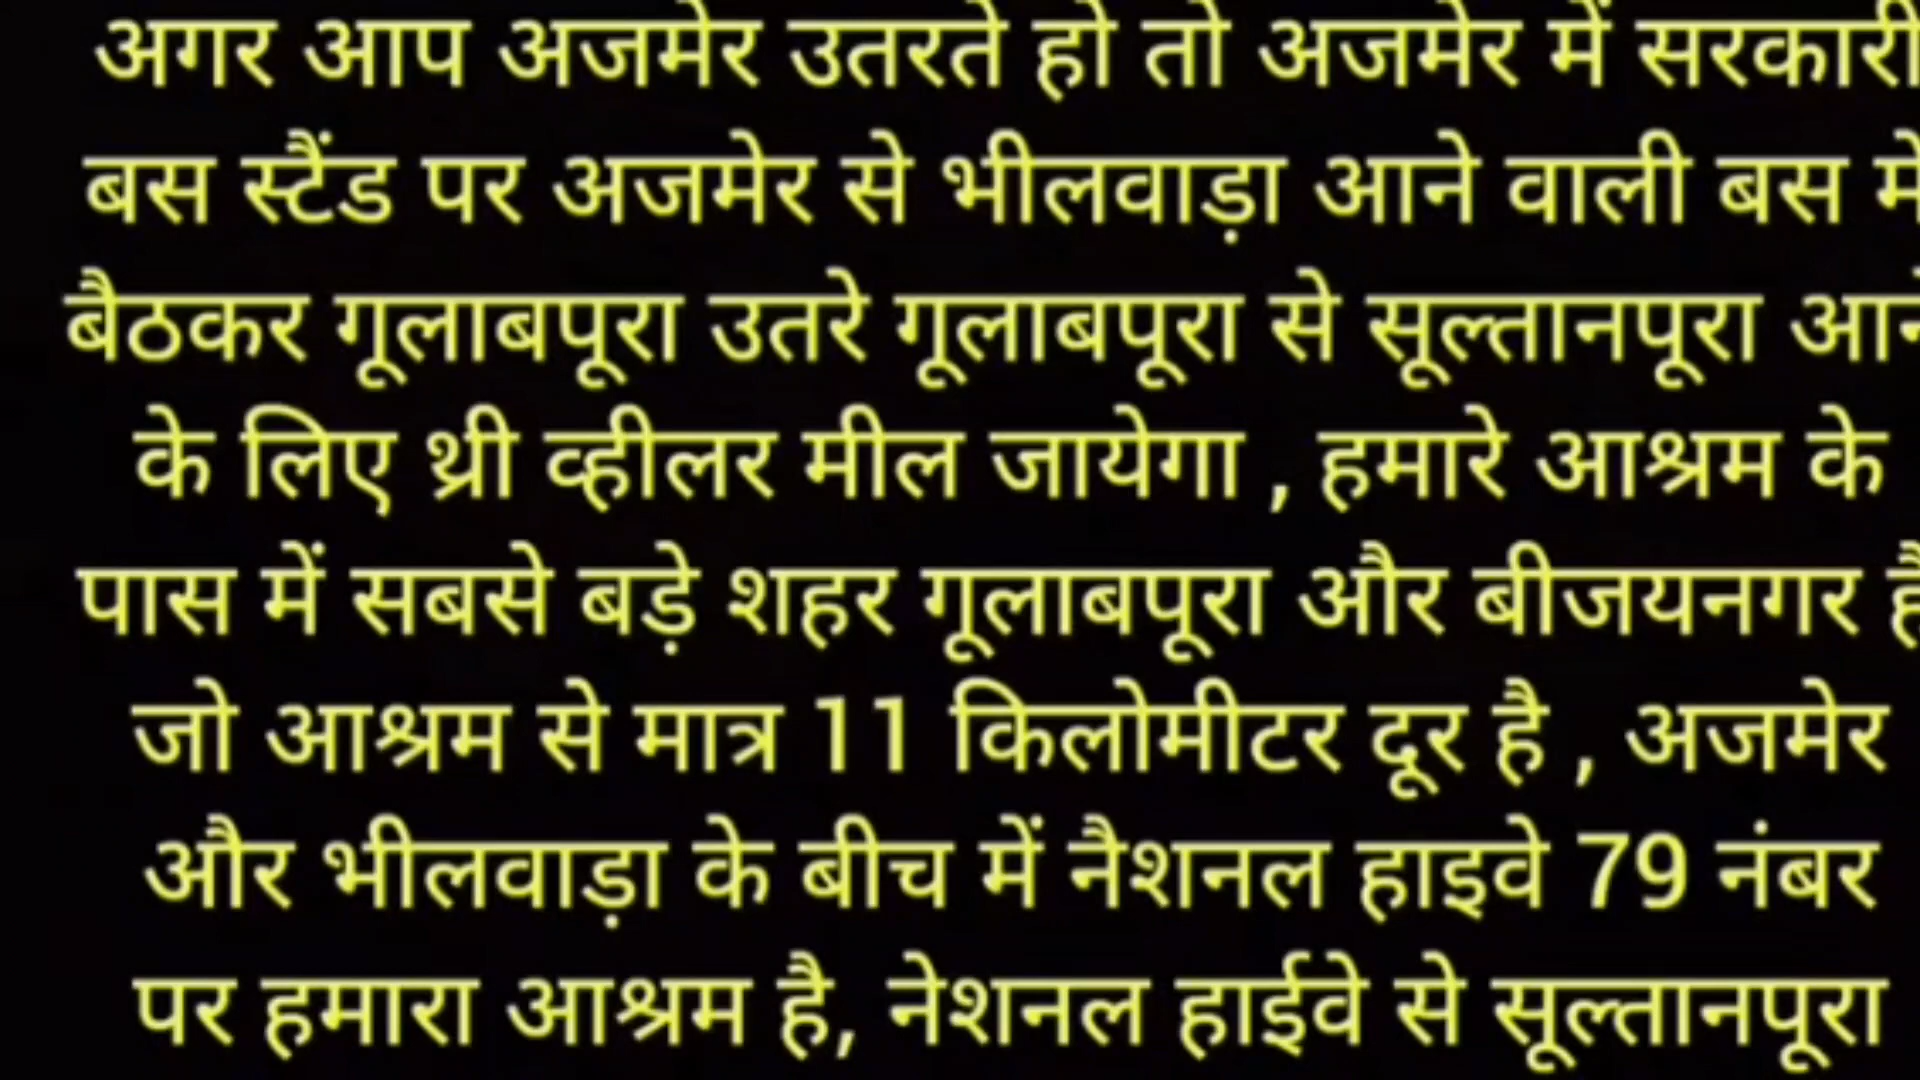 अगर आप अजमेर उतरते हो तो अजमेर में सरकारी
बस स्टैंड पर अजमेर से भीलवाड़ा आने वाली बस मे
बैठकर गूलाबपूरा उतरे गूलाबपूरा से सूल्तानपूरा आने
के लिए थ्री व्हीलर मील जायेगा , हमारे आश्रम के
पास में सबसे बड़े शहर गूलाबपूरा और बीजयनगर है
जो आश्रम से मात्र 11 किलोमीटर दूर है , अजमेर
और भीलवाड़ा के बीच में नैशनल हाइवे 79 नंबर
पर हमारा आश्रम है, नेशनल हाईवे से सूल्तानपूरा